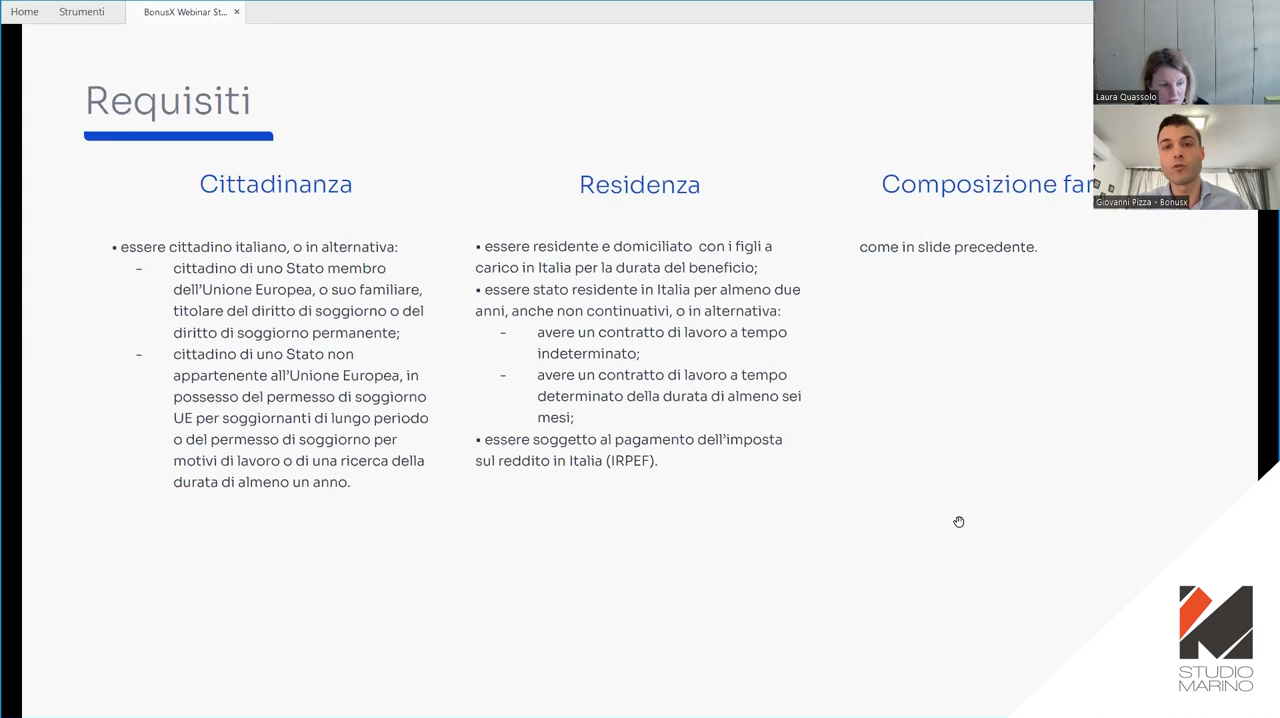 Home
Strumenti
BonusX Webinar St...
×
Laura Quassolo
Giovanni Pizza - Bonusx
Requisiti
Cittadinanza
▪ essere cittadino italiano, o in alternativa:
- cittadino di uno Stato membro
dell'Unione Europea, o suo familiare,
titolare del diritto di soggiorno o del
diritto di soggiorno permanente;
- cittadino di uno Stato non
appartenente all'Unione Europea, in
possesso del permesso di soggiorno
UE per soggiornanti di lungo periodo
o del permesso di soggiorno per
motivi di lavoro o di una ricerca della
durata di almeno un anno.
Residenza
▪ essere residente e domiciliato con i figli a
carico in Italia per la durata del beneficio;
▪ essere stato residente in Italia per almeno due
anni, anche non continuativi, o in alternativa:
- avere un contratto di lavoro a tempo
indeterminato;
- avere un contratto di lavoro a tempo
determinato della durata di almeno sei
mesi;
▪ essere soggetto al pagamento dell'imposta
sul reddito in Italia (IRPEF).
Composizione
come in slide precedente.
STUDIO
MARINO